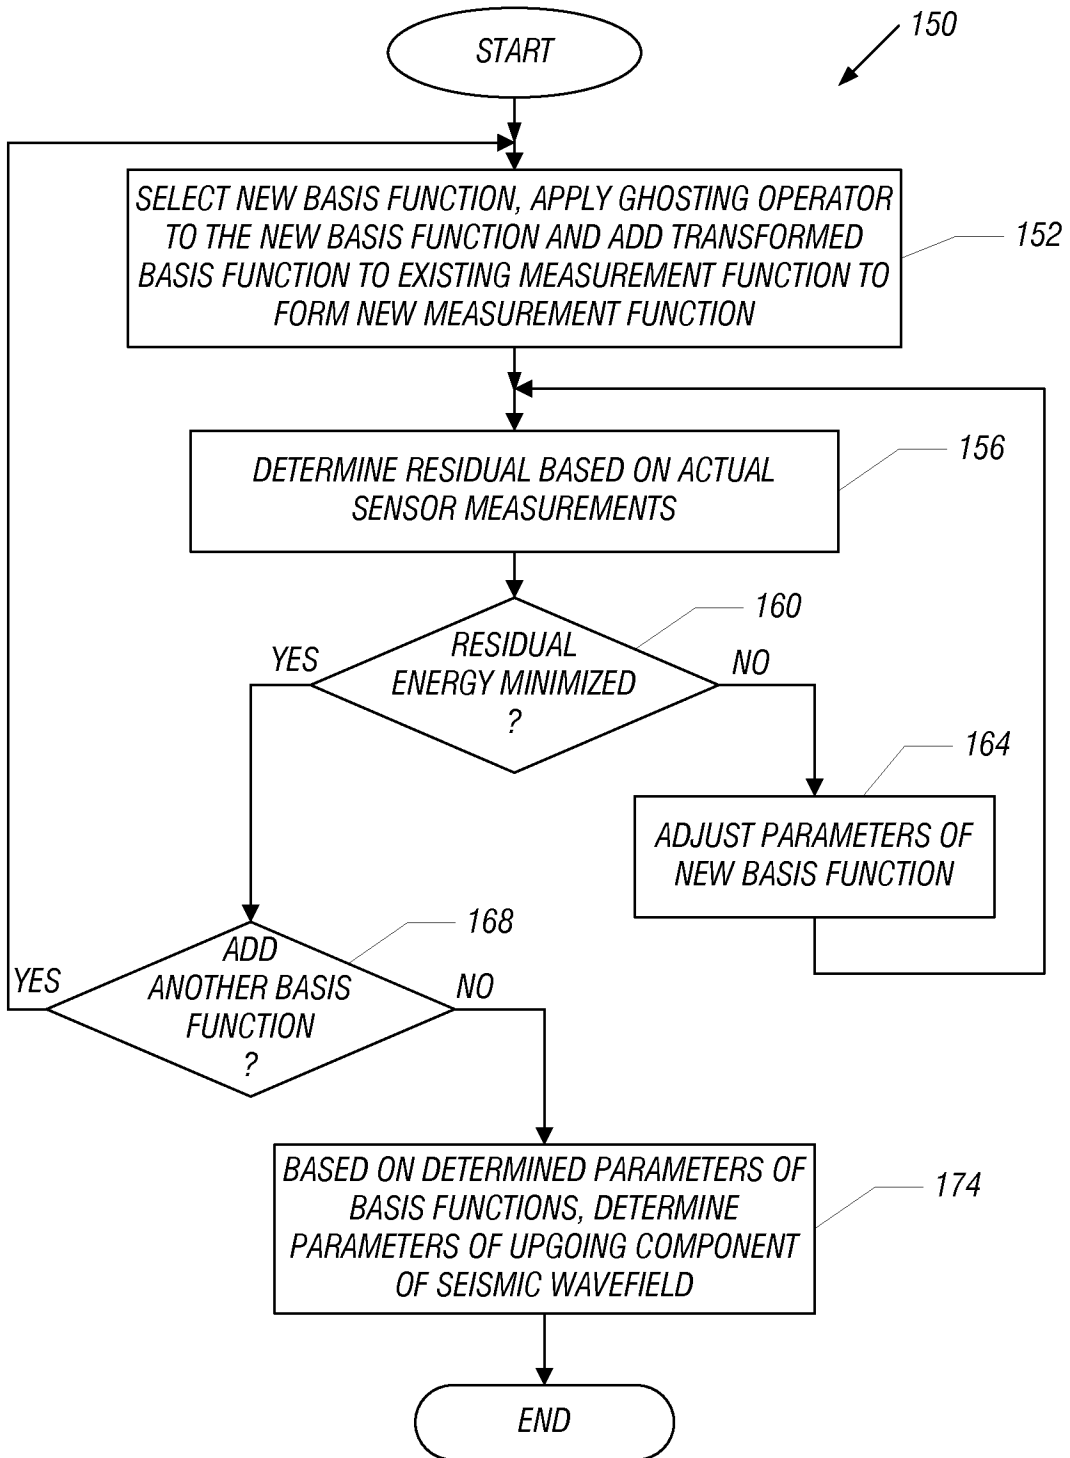 START
150
SELECT NEW BASIS FUNCTION, APPLY GHOSTING OPERATOR
TO THE NEW BASIS FUNCTION AND ADD TRANSFORMED
BASIS FUNCTION TO EXISTING MEASUREMENT FUNCTION TO
FORM NEW MEASUREMENT FUNCTION
152
DETERMINE RESIDUAL BASED ON ACTUAL
SENSOR MEASUREMENTS
156
160
YES
RESIDUAL
ENERGY MINIMIZED
?
NO
164
ADJUST PARAMETERS OF
NEW BASIS FUNCTION
168
YES
ADD
ANOTHER BASIS
FUNCTION
?
NO
BASED ON DETERMINED PARAMETERS OF
BASIS FUNCTIONS, DETERMINE
PARAMETERS OF UPGOING COMPONENT
OF SEISMIC WAVEFIELD
174
END